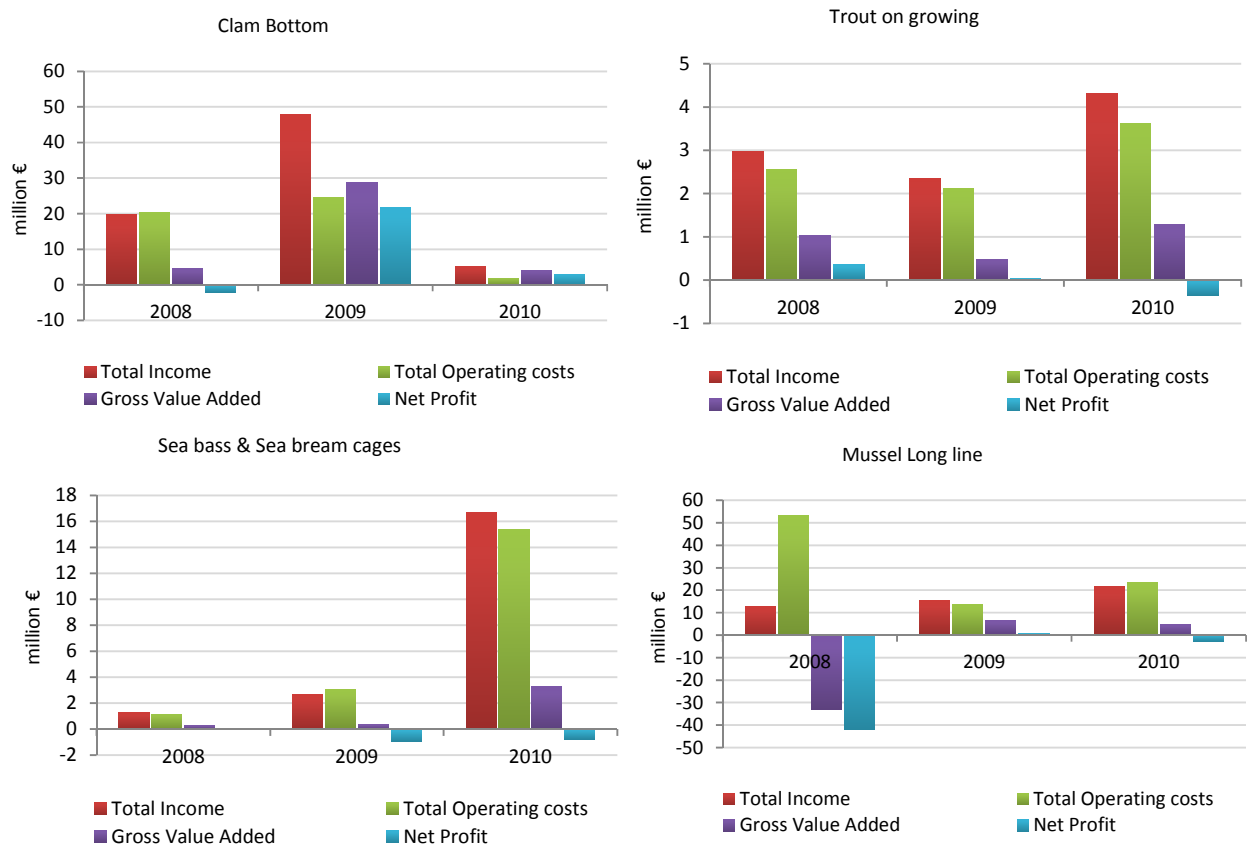 Clam Bottom
million €
60
50
40
30
20
10
0
-10
2008 2009 2010
Total Income Total Operating costs
Gross Value Added Net Profit
Trout on growing
million €
5
4
3
2
1
0
-1
2008 2009 2010
Total Income Total Operating costs
Gross Value Added Net Profit
Sea bass & Sea bream cages
million €
18
16
14
12
10
8
6
4
2
0
-2
2008 2009 2010
Total Income Total Operating costs
Gross Value Added Net Profit
Mussel Long line
million €
60
50
40
30
20
10
0
-10
-20
-30
-40
-50
2008 2009 2010
Total Income Total Operating costs
Gross Value Added Net Profit